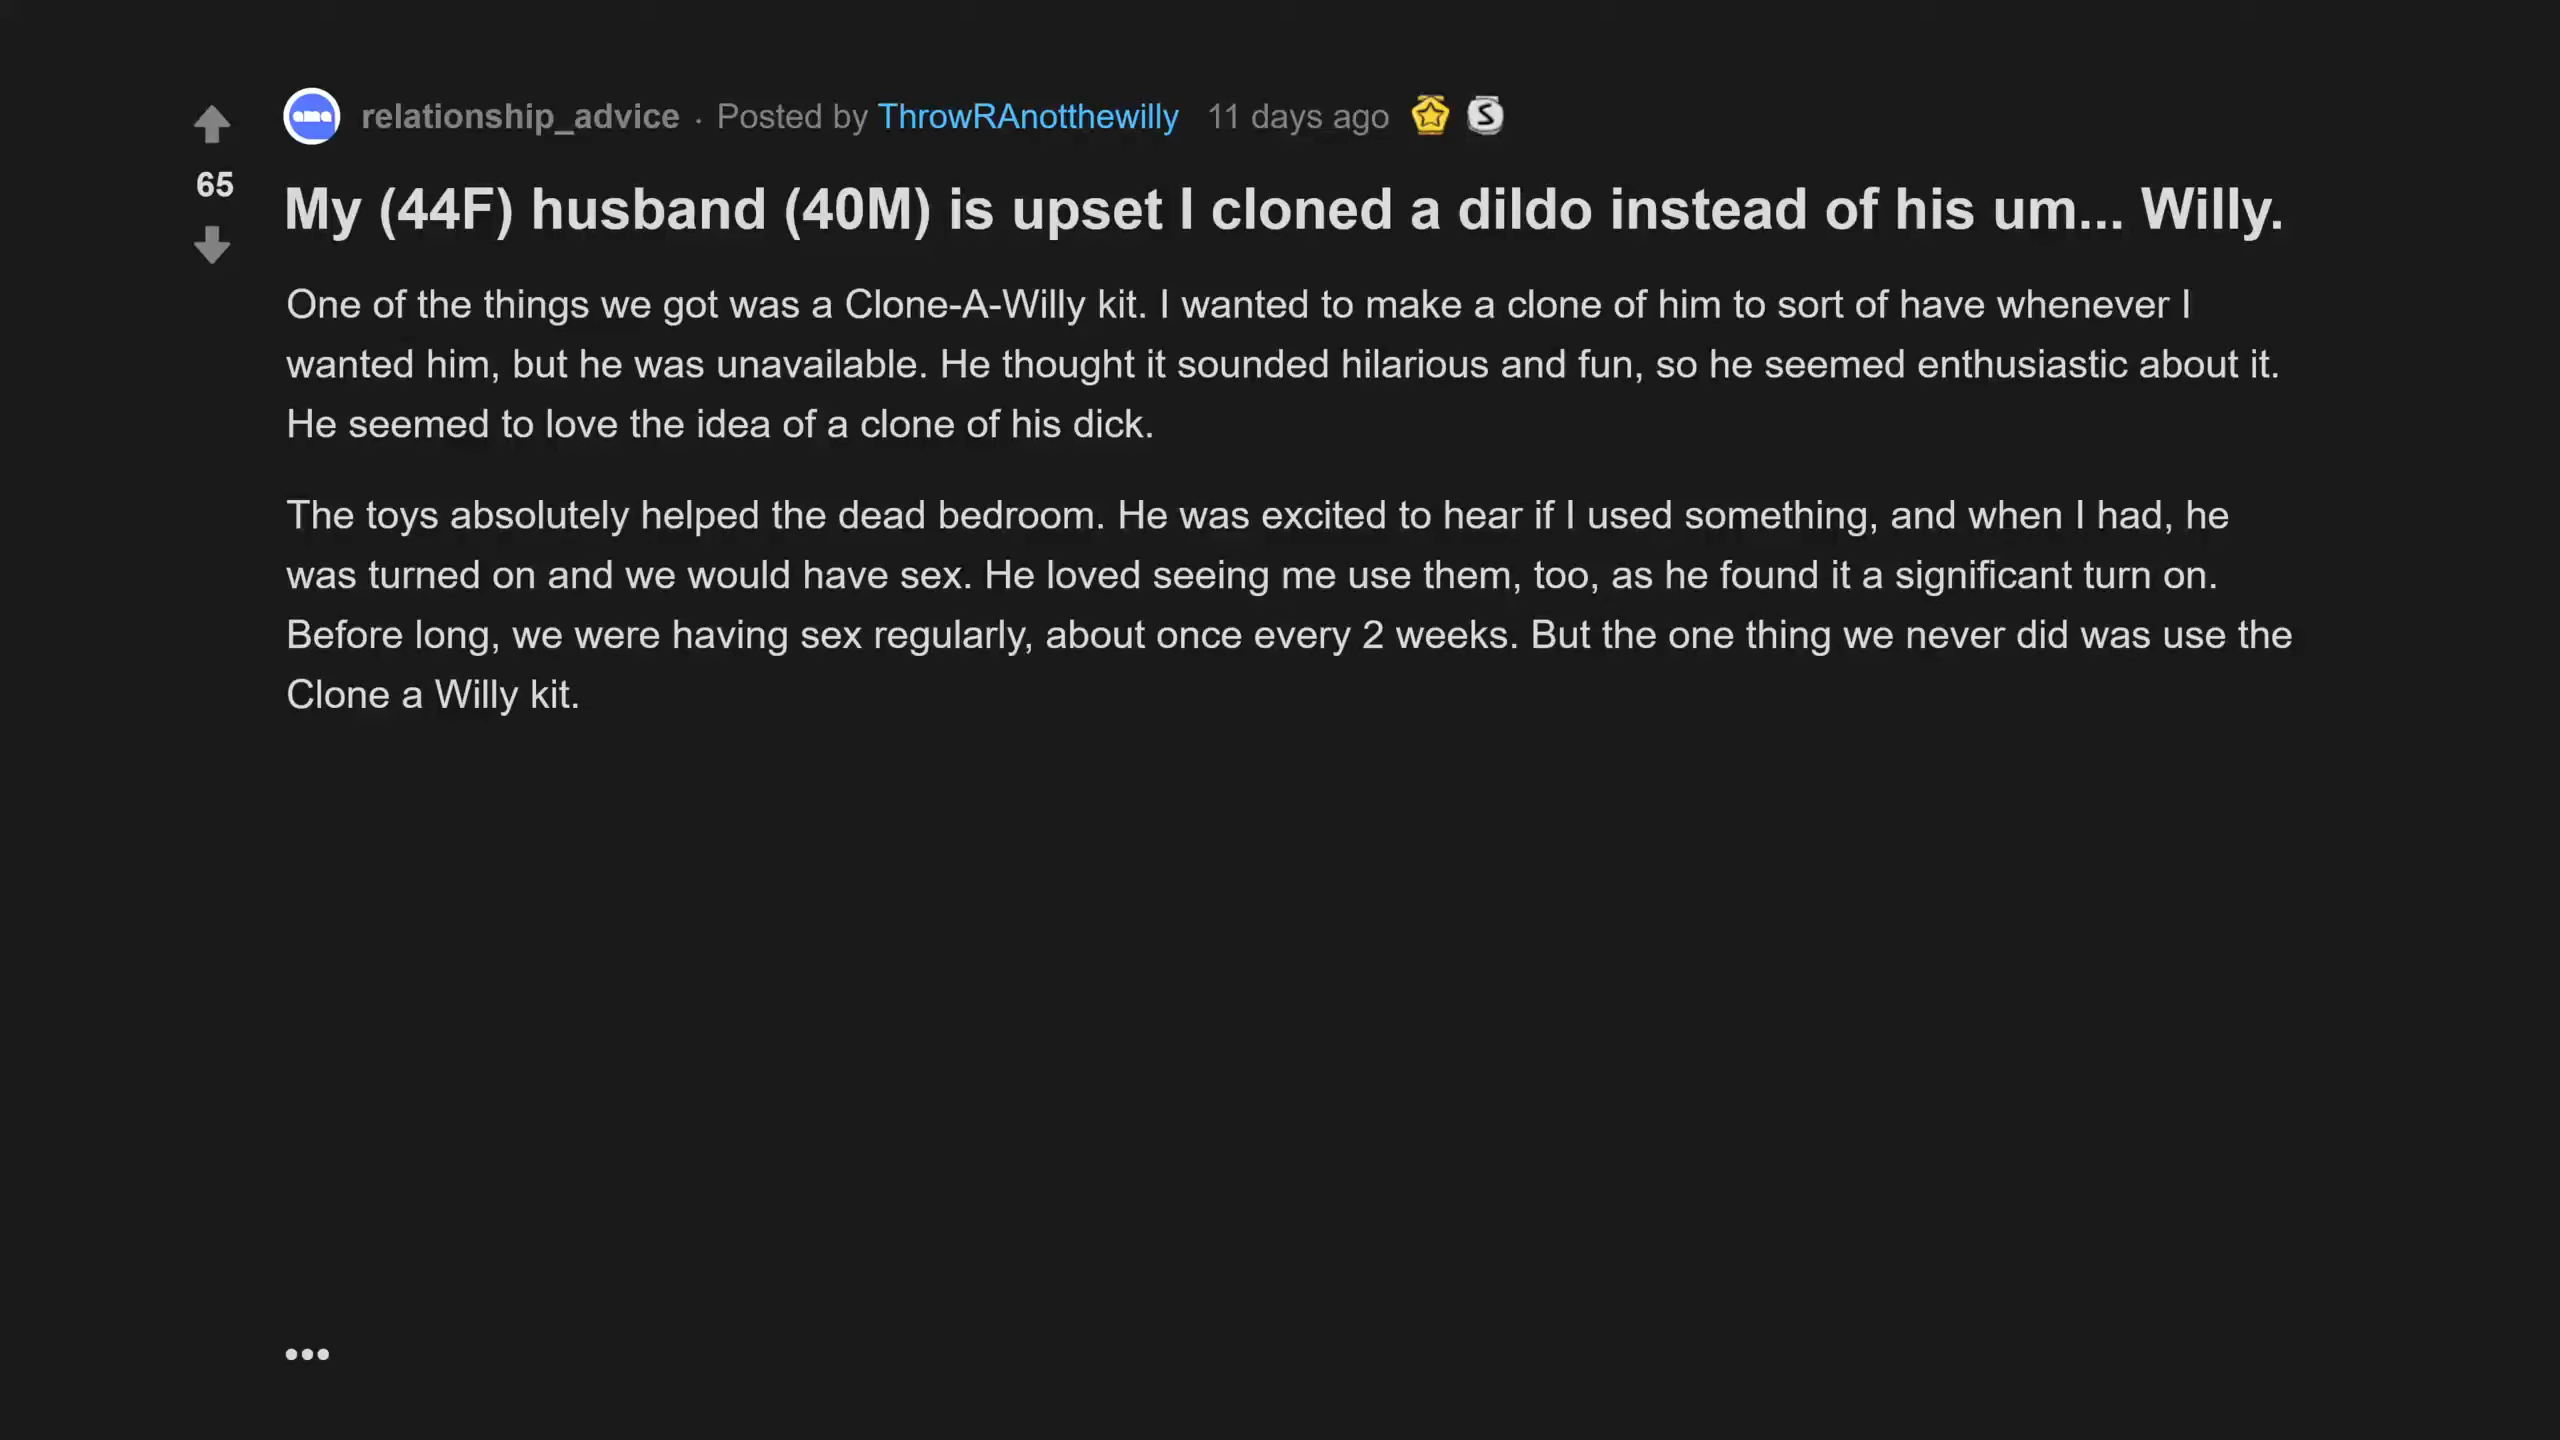 ama
relationship_advice · Posted by ThrowRAnotthewilly 11 days ago S
65
My (44F) husband (40M) is upset I cloned a dildo instead of his um... Willy.
One of the things we got was a Clone-A-Willy kit. I wanted to make a clone of him to sort of have whenever I
wanted him, but he was unavailable. He thought it sounded hilarious and fun, so he seemed enthusiastic about it.
He seemed to love the idea of a clone of his dick.
The toys absolutely helped the dead bedroom. He was excited to hear if I used something, and when I had, he
was turned on and we would have sex. He loved seeing me use them, too, as he found it a significant turn on.
Before long, we were having sex regularly, about once every 2 weeks. But the one thing we never did was use the
Clone a Willy kit.
•••